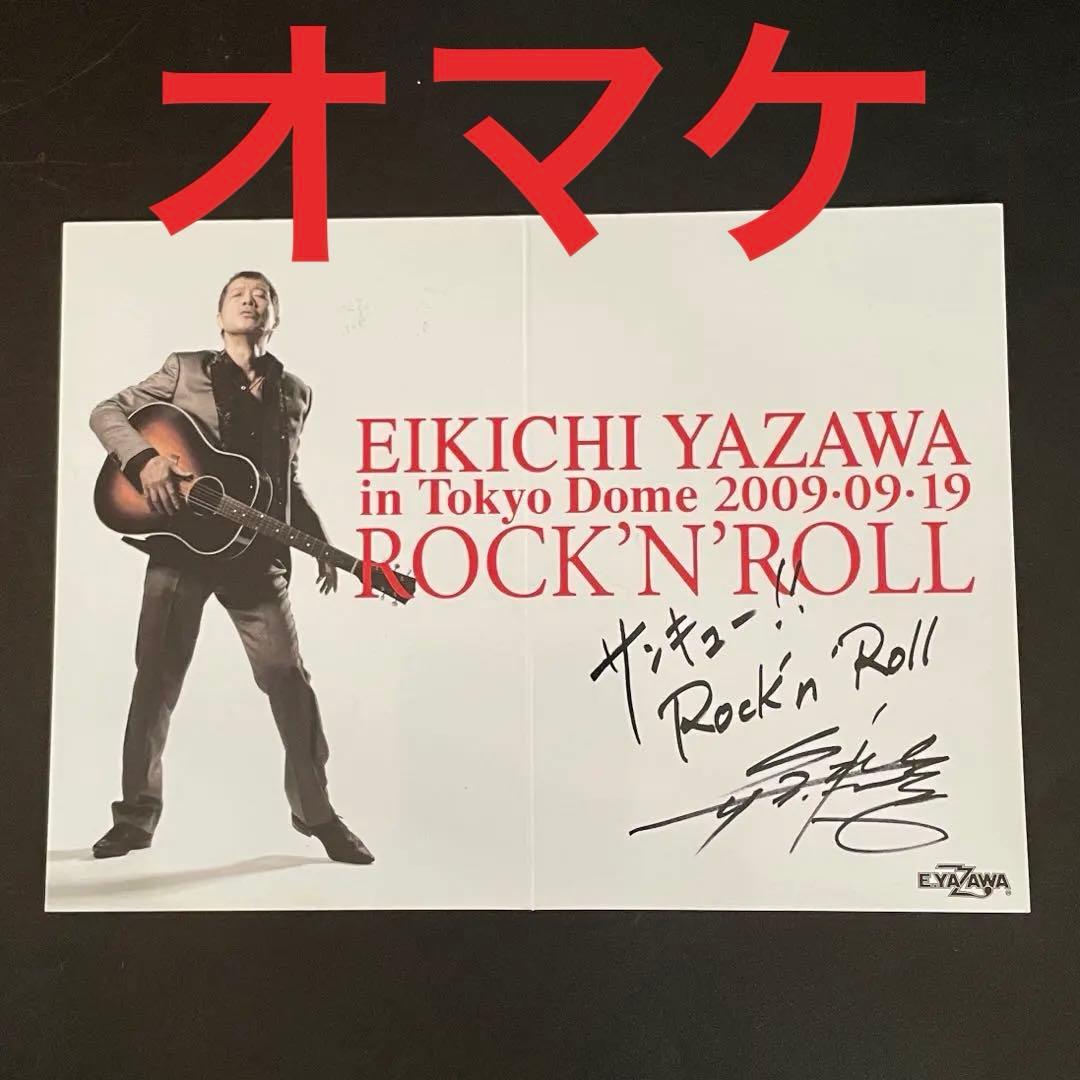 オマケ
EIKICHI YAZAWA
in Tokyo Dome 2009・09・19
ROCK'N'ROLL
サンキュー!!
Rock'n'Roll
E.YAZAWA